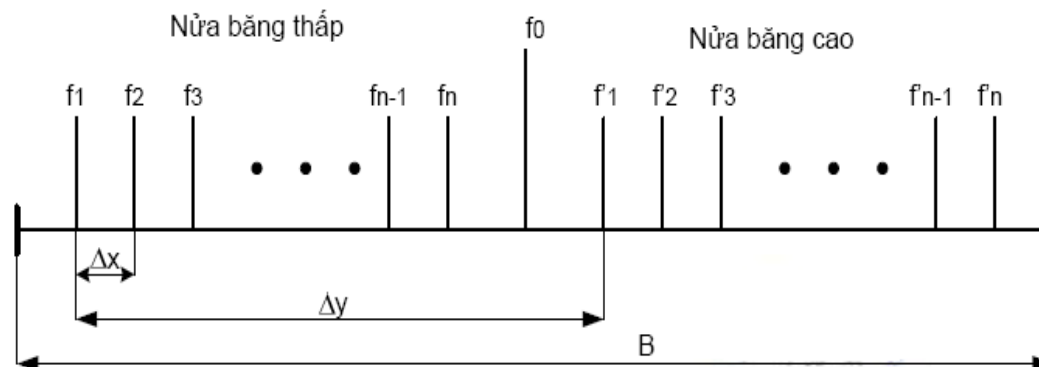 Nửa băng thấp
f0
Nửa băng cao
f1 f2 f3 fn-1 fn f'1 f'2 f'3 f'n-1 f'n
Δx
Δy
B